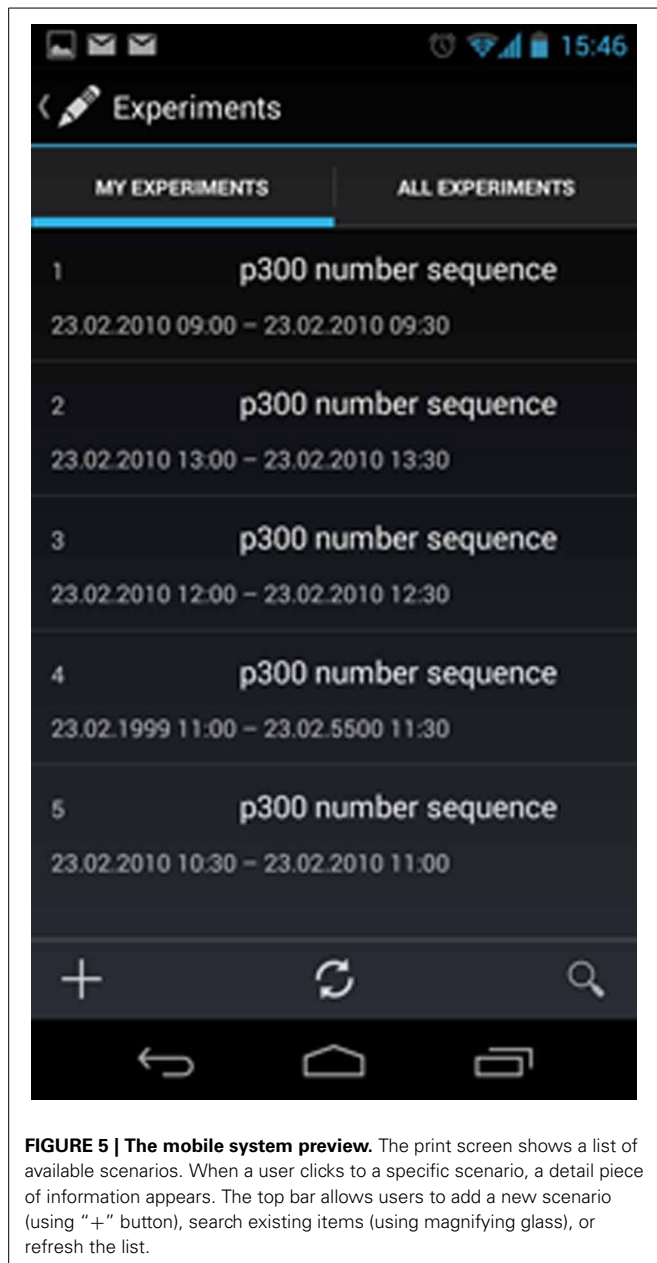 15:46
Experiments
MY EXPERIMENTS ALL EXPERIMENTS
1 p300 number sequence
23.02.2010 09:00 – 23.02.2010 09:30
2 p300 number sequence
23.02.2010 13:00 – 23.02.2010 13:30
3 p300 number sequence
23.02.2010 12:00 – 23.02.2010 12:30
4 p300 number sequence
23.02.1999 11:00 – 23.02.5500 11:30
5 p300 number sequence
23.02.2010 10:30 – 23.02.2010 11:00
FIGURE 5 | The mobile system preview. The print screen shows a list of
available scenarios. When a user clicks to a specific scenario, a detail piece
of information appears. The top bar allows users to add a new scenario
(using “+” button), search existing items (using magnifying glass), or
refresh the list.